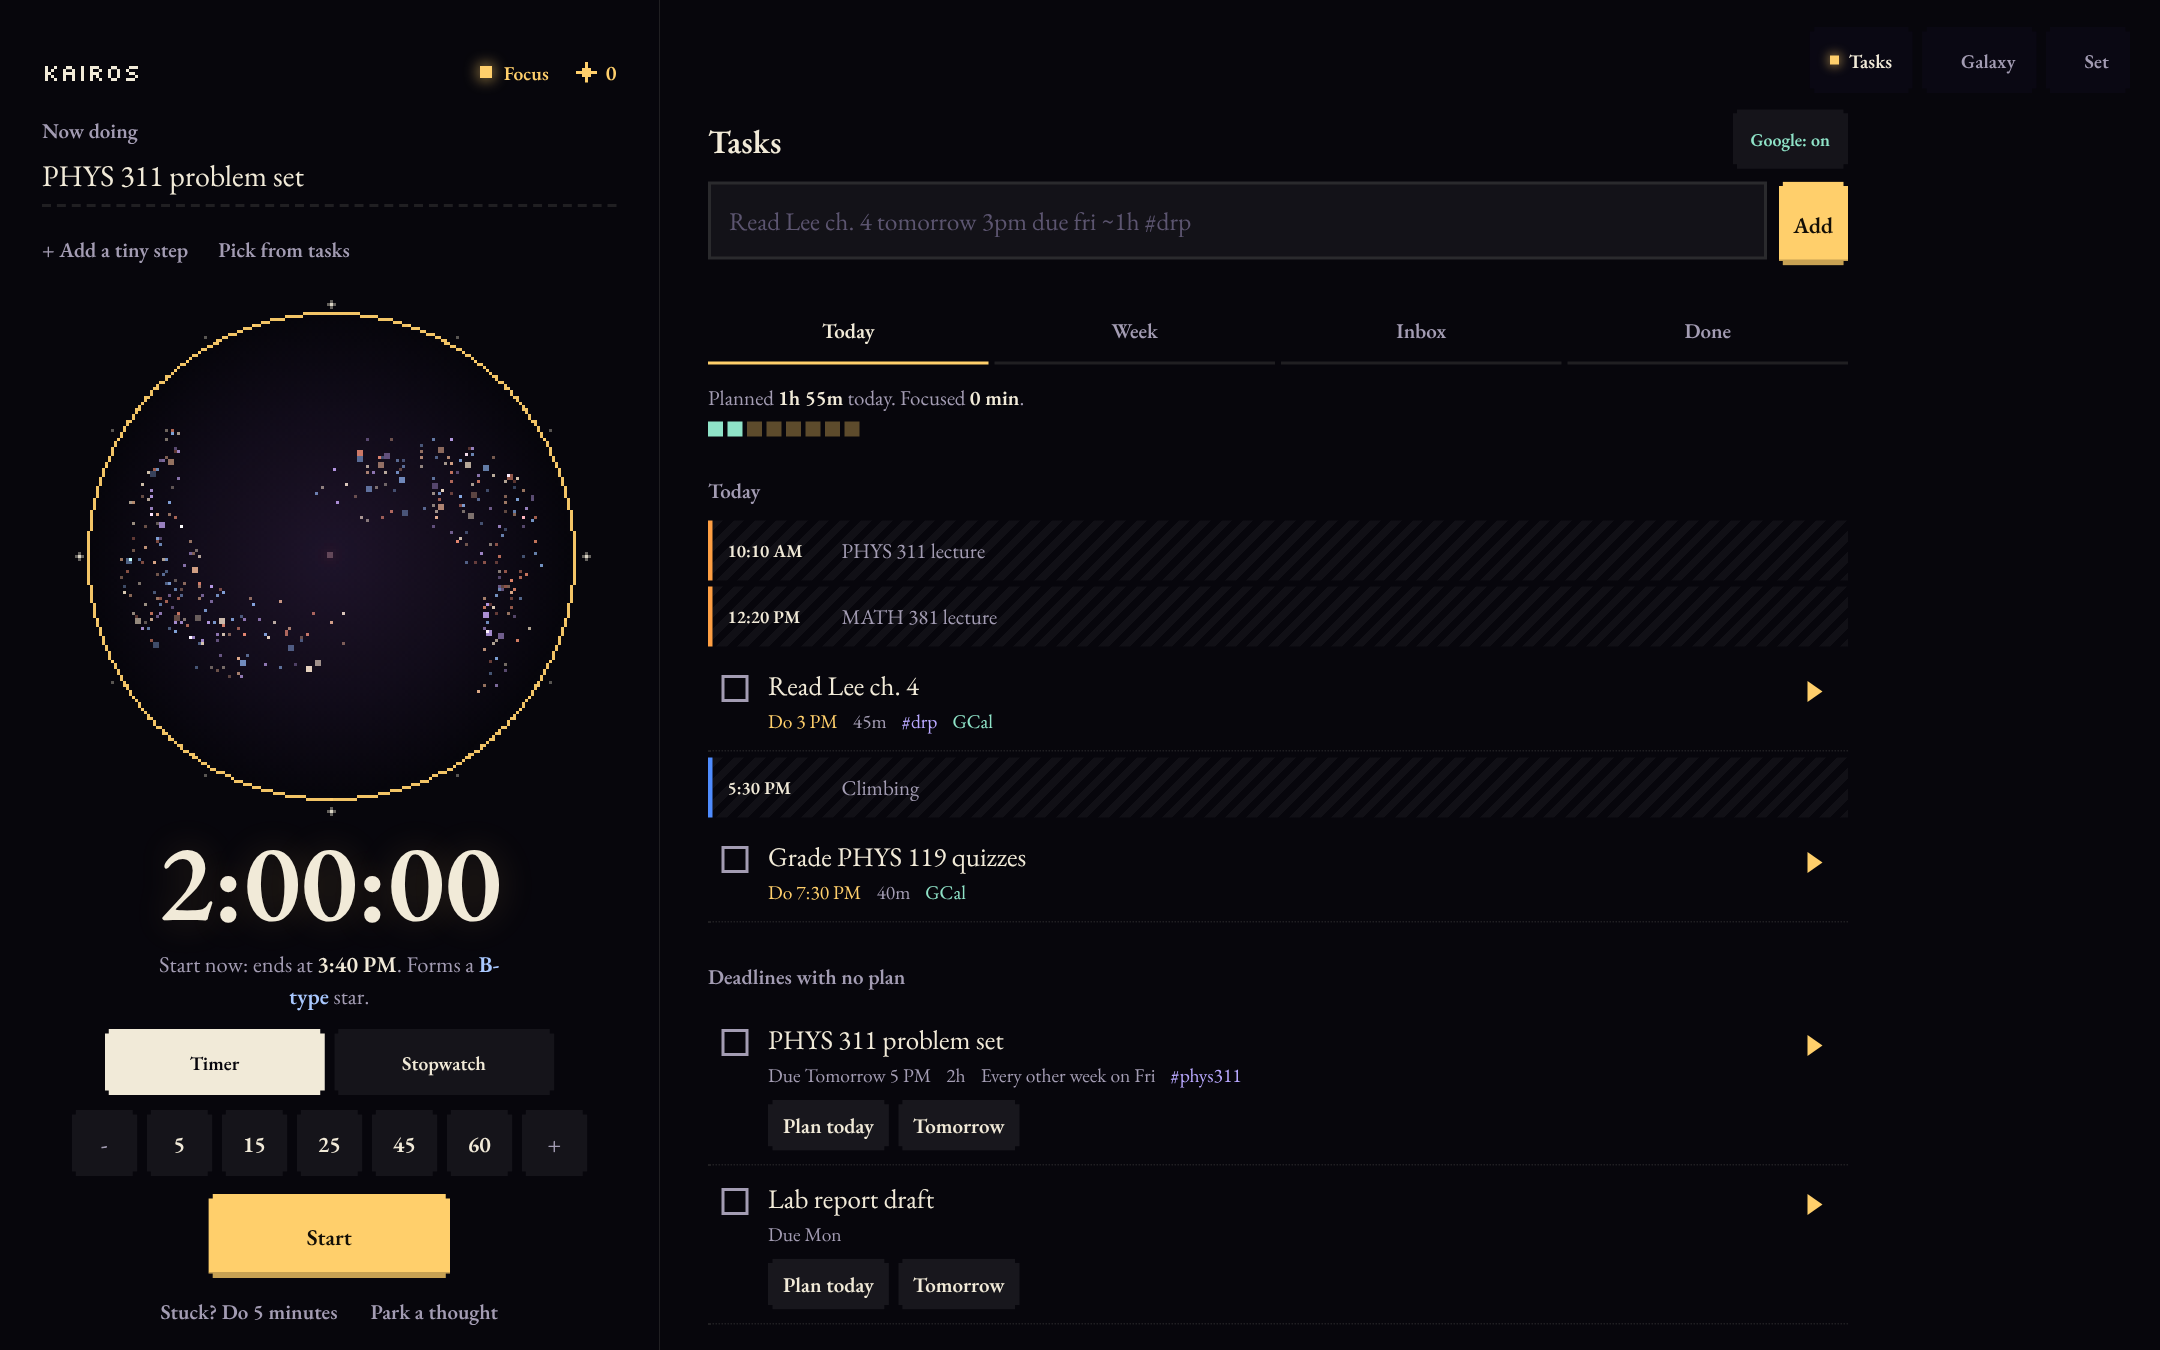 KAIROS
Focus
0
Now doing
PHYS 311 problem set
+ Add a tiny step
Pick from tasks
2:00:00
Start now: ends at 3:40 PM. Forms a B-
type star.
Timer
Stopwatch
-
5
15
25
45
60
+
Start
Stuck? Do 5 minutes
Park a thought
Tasks
Galaxy
Set
Tasks
Google: on
Read Lee ch. 4 tomorrow 3pm due fri ~1h #drp
Add
Today
Week
Inbox
Done
Planned 1h 55m today. Focused 0 min.
Today
10:10 AM PHYS 311 lecture
12:20 PM MATH 381 lecture
Read Lee ch. 4
Do 3 PM 45m #drp GCal
5:30 PM Climbing
Grade PHYS 119 quizzes
Do 7:30 PM 40m GCal
Deadlines with no plan
PHYS 311 problem set
Due Tomorrow 5 PM 2h Every other week on Fri #phys311
Plan today
Tomorrow
Lab report draft
Due Mon
Plan today
Tomorrow